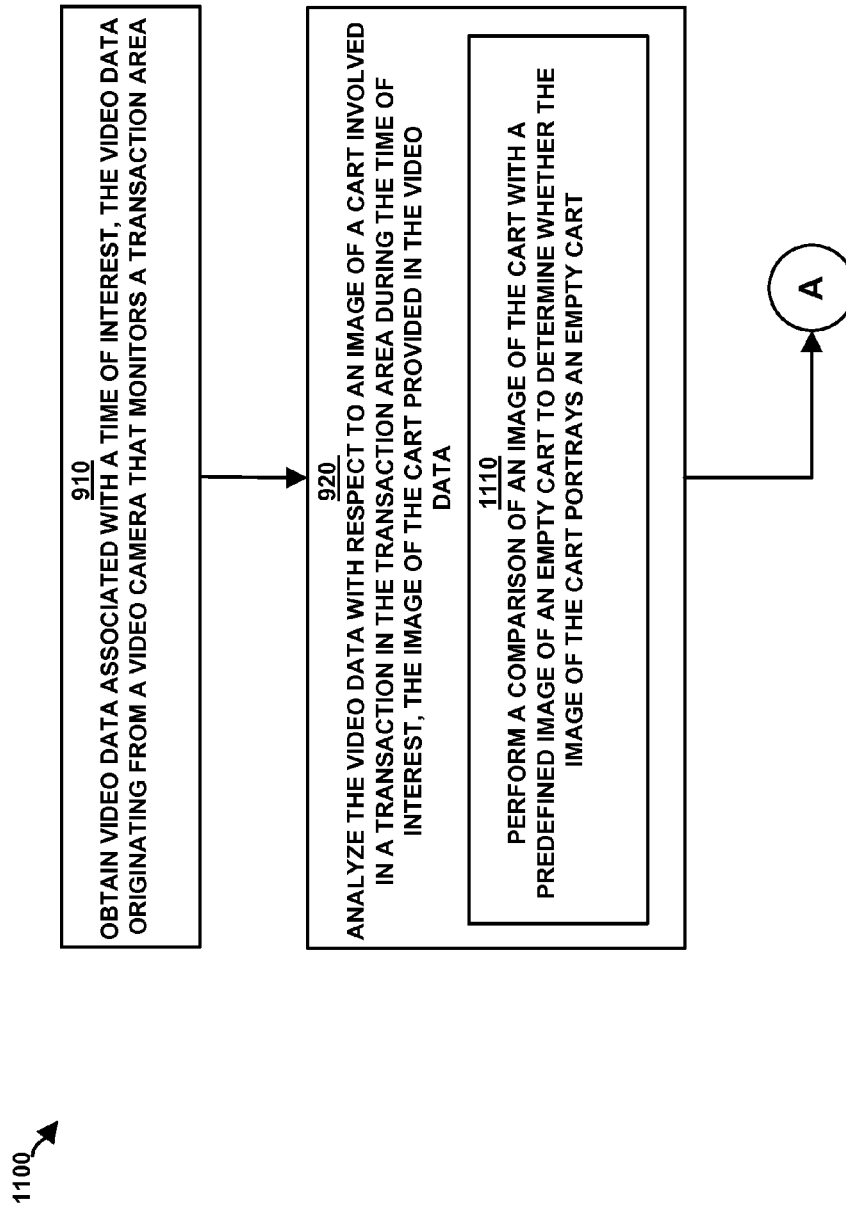 1100
910
OBTAIN VIDEO DATA ASSOCIATED WITH A TIME OF INTEREST, THE VIDEO DATA
ORIGINATING FROM A VIDEO CAMERA THAT MONITORS A TRANSACTION AREA
920
ANALYZE THE VIDEO DATA WITH RESPECT TO AN IMAGE OF A CART INVOLVED
IN A TRANSACTION IN THE TRANSACTION AREA DURING THE TIME OF
INTEREST, THE IMAGE OF THE CART PROVIDED IN THE VIDEO
DATA
1110
PERFORM A COMPARISON OF AN IMAGE OF THE CART WITH A
PREDEFINED IMAGE OF AN EMPTY CART TO DETERMINE WHETHER THE
IMAGE OF THE CART PORTRAYS AN EMPTY CART
A